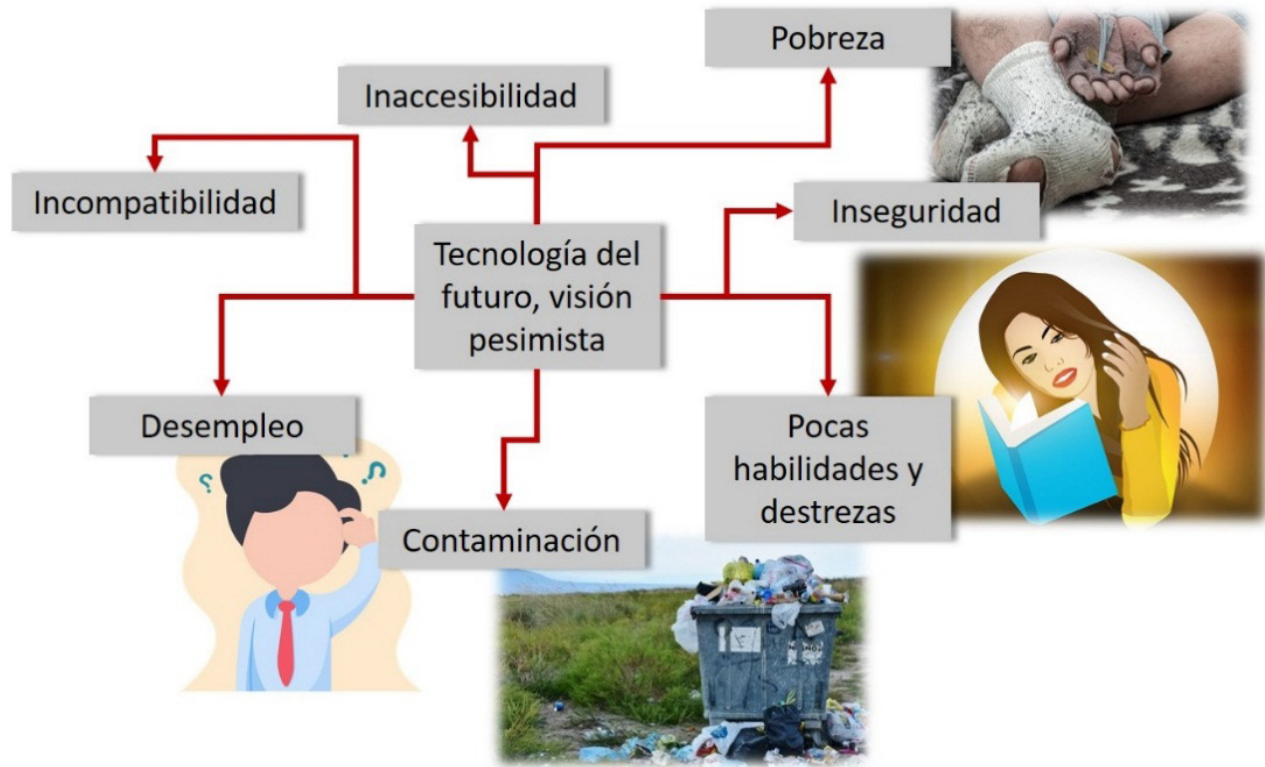 Pobreza
Inaccesibilidad
Incompatibilidad
Inseguridad
Tecnología del
futuro, visión
pesimista
Desempleo
Pocas
habilidades y
destrezas
Contaminación
? ?